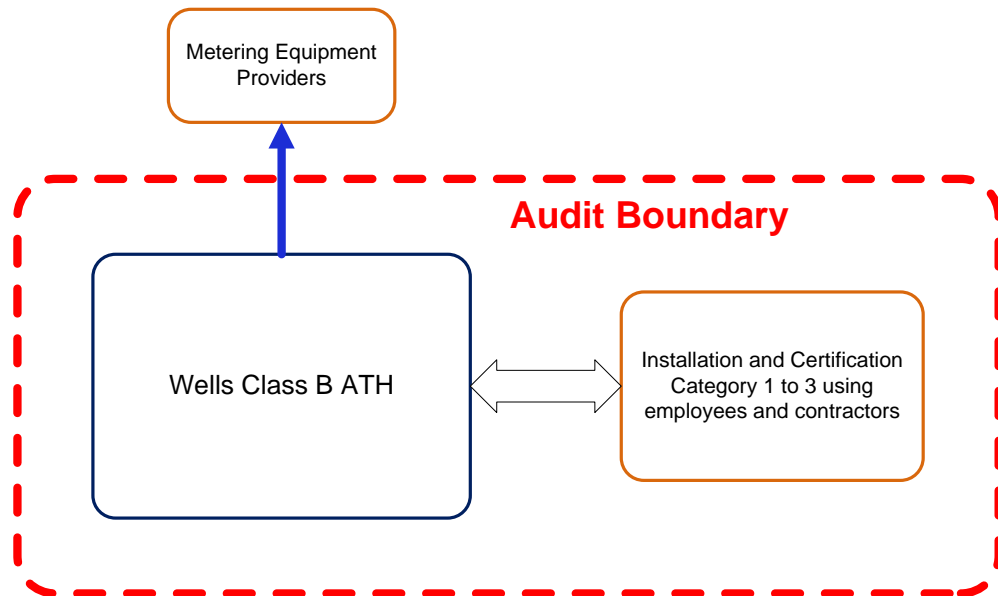 Metering Equipment
Providers
Audit Boundary
Wells Class B ATH
Installation and Certification
Category 1 to 3 using
employees and contractors